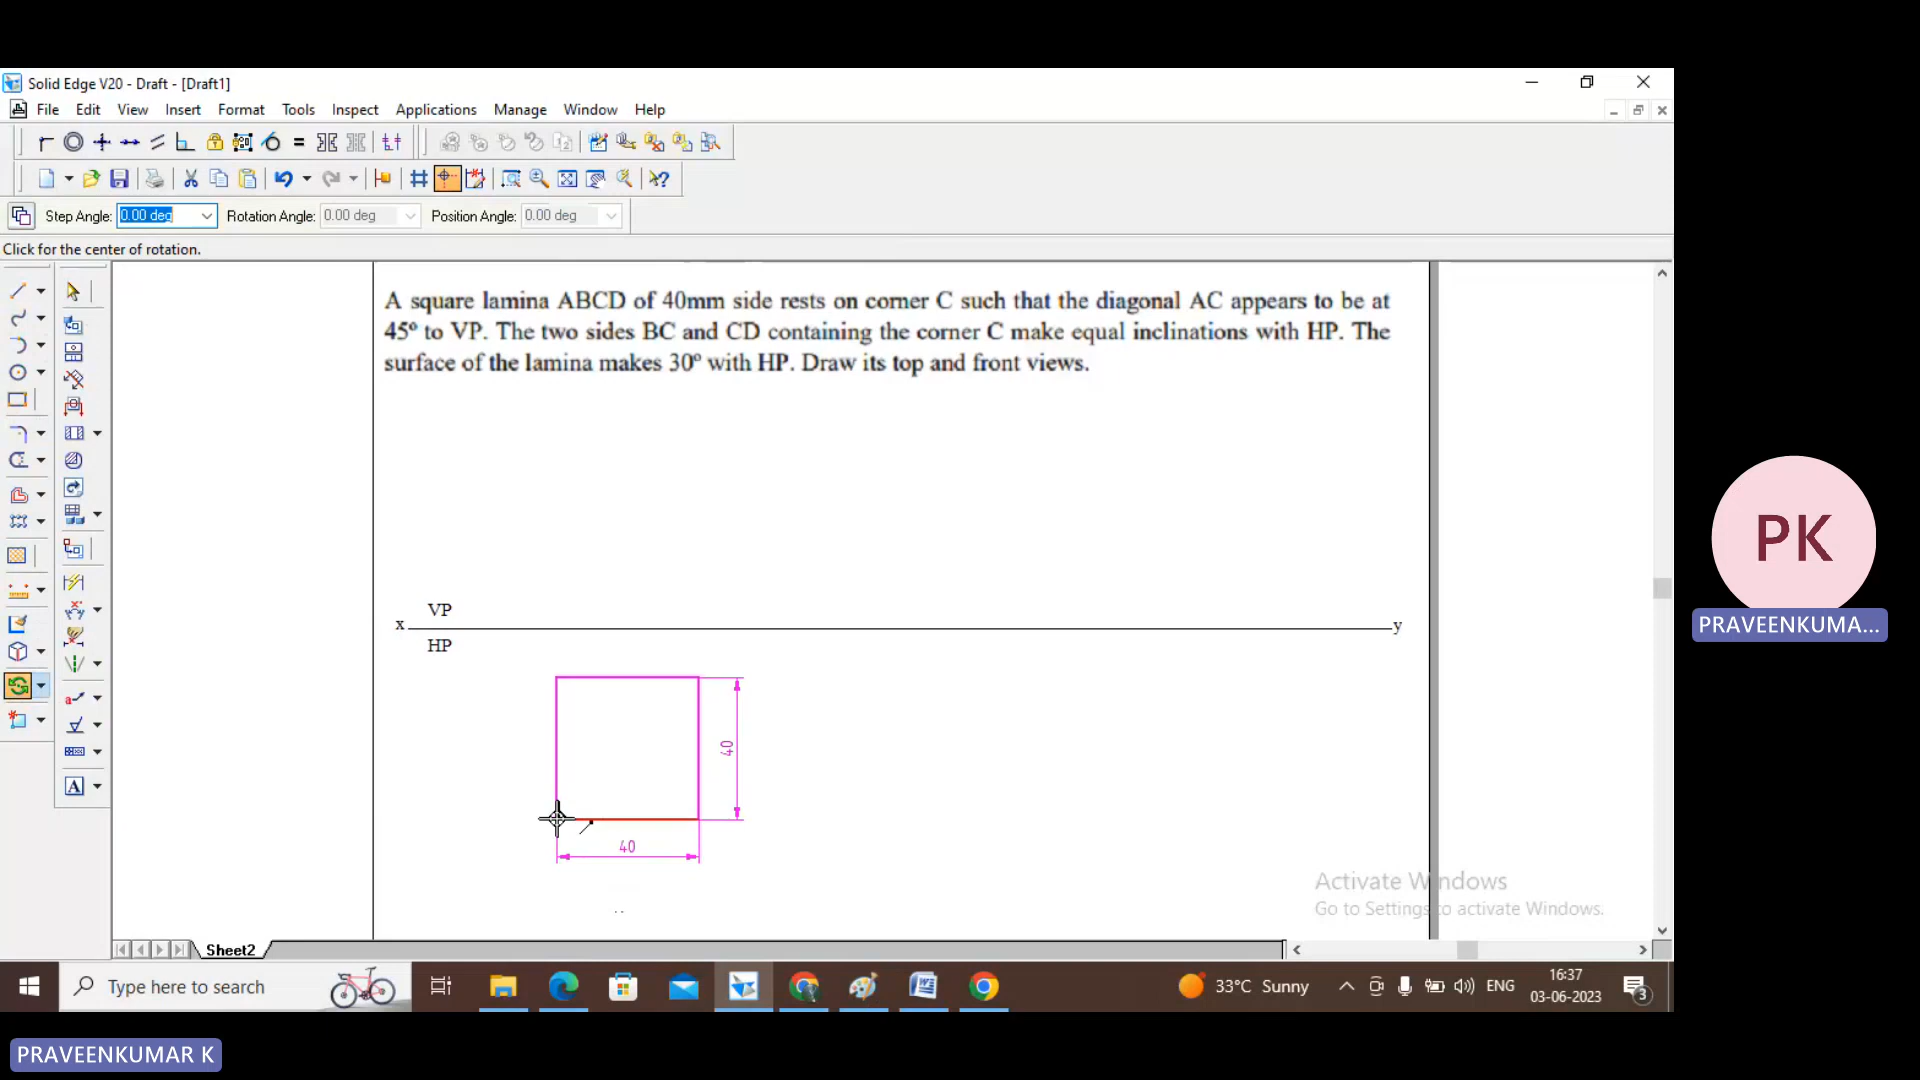 Solid Edge V20 - Draft - [Draft1]
File Edit View Insert Format Tools Inspect Applications Manage Window Help
Step Angle: 0.00 deg Rotation Angle: 0.00 deg Position Angle: 0.00 deg
Click for the center of rotation.
A square lamina ABCD of 40mm side rests on corner C such that the diagonal AC appears to be at
45º to VP. The two sides BC and CD containing the corner C make equal inclinations with HP. The
surface of the lamina makes 30º with HP. Draw its top and front views.
VP
x
y
HP
40
40
PK
PRAVEENKUMA...
Activate Windows
Go to Settings to activate Windows.
Sheet2
Type here to search
33°C Sunny
ENG
16:37
03-06-2023
3
PRAVEENKUMAR K